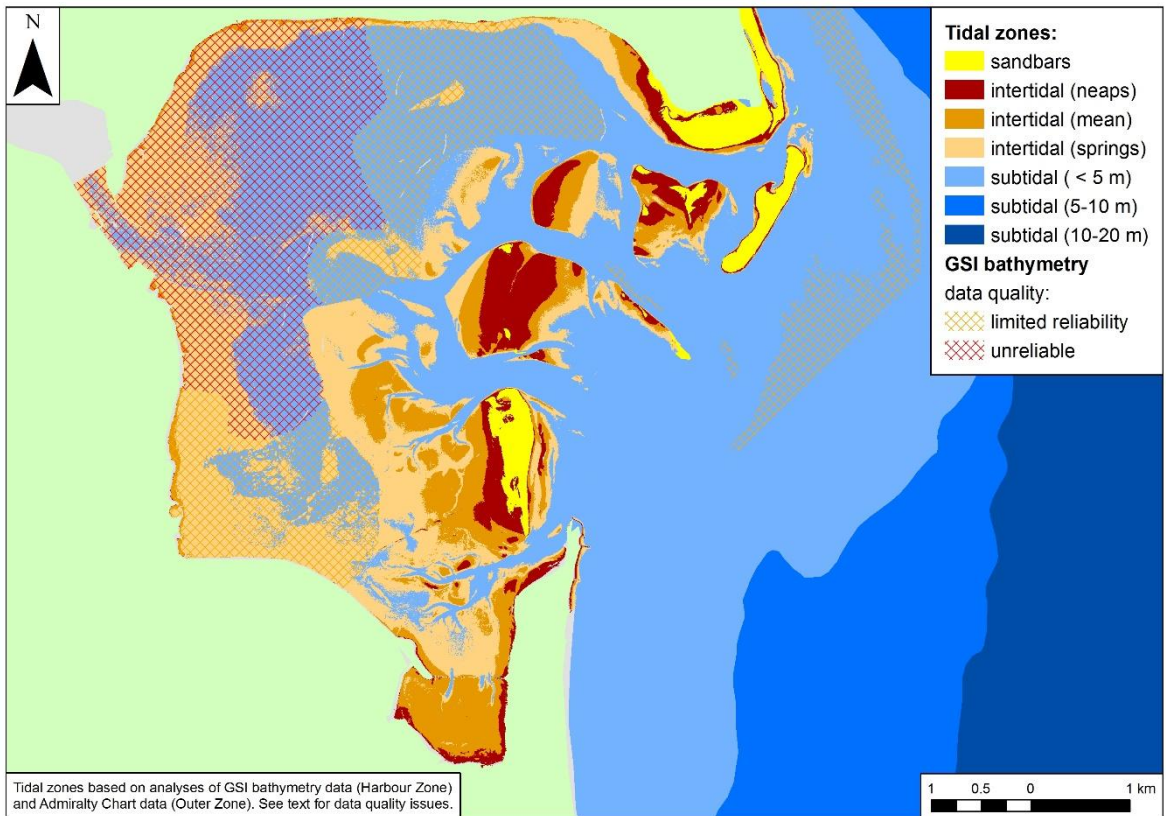 N
Tidal zones:
sandbars
intertidal (neaps)
intertidal (mean)
intertidal (springs)
subtidal ( < 5 m)
subtidal (5-10 m)
subtidal (10-20 m)
GSI bathymetry
data quality:
limited reliability
unreliable
Tidal zones based on analyses of GSI bathymetry data (Harbour Zone)
and Admiralty Chart data (Outer Zone). See text for data quality issues.
1 0.5 0 1 km